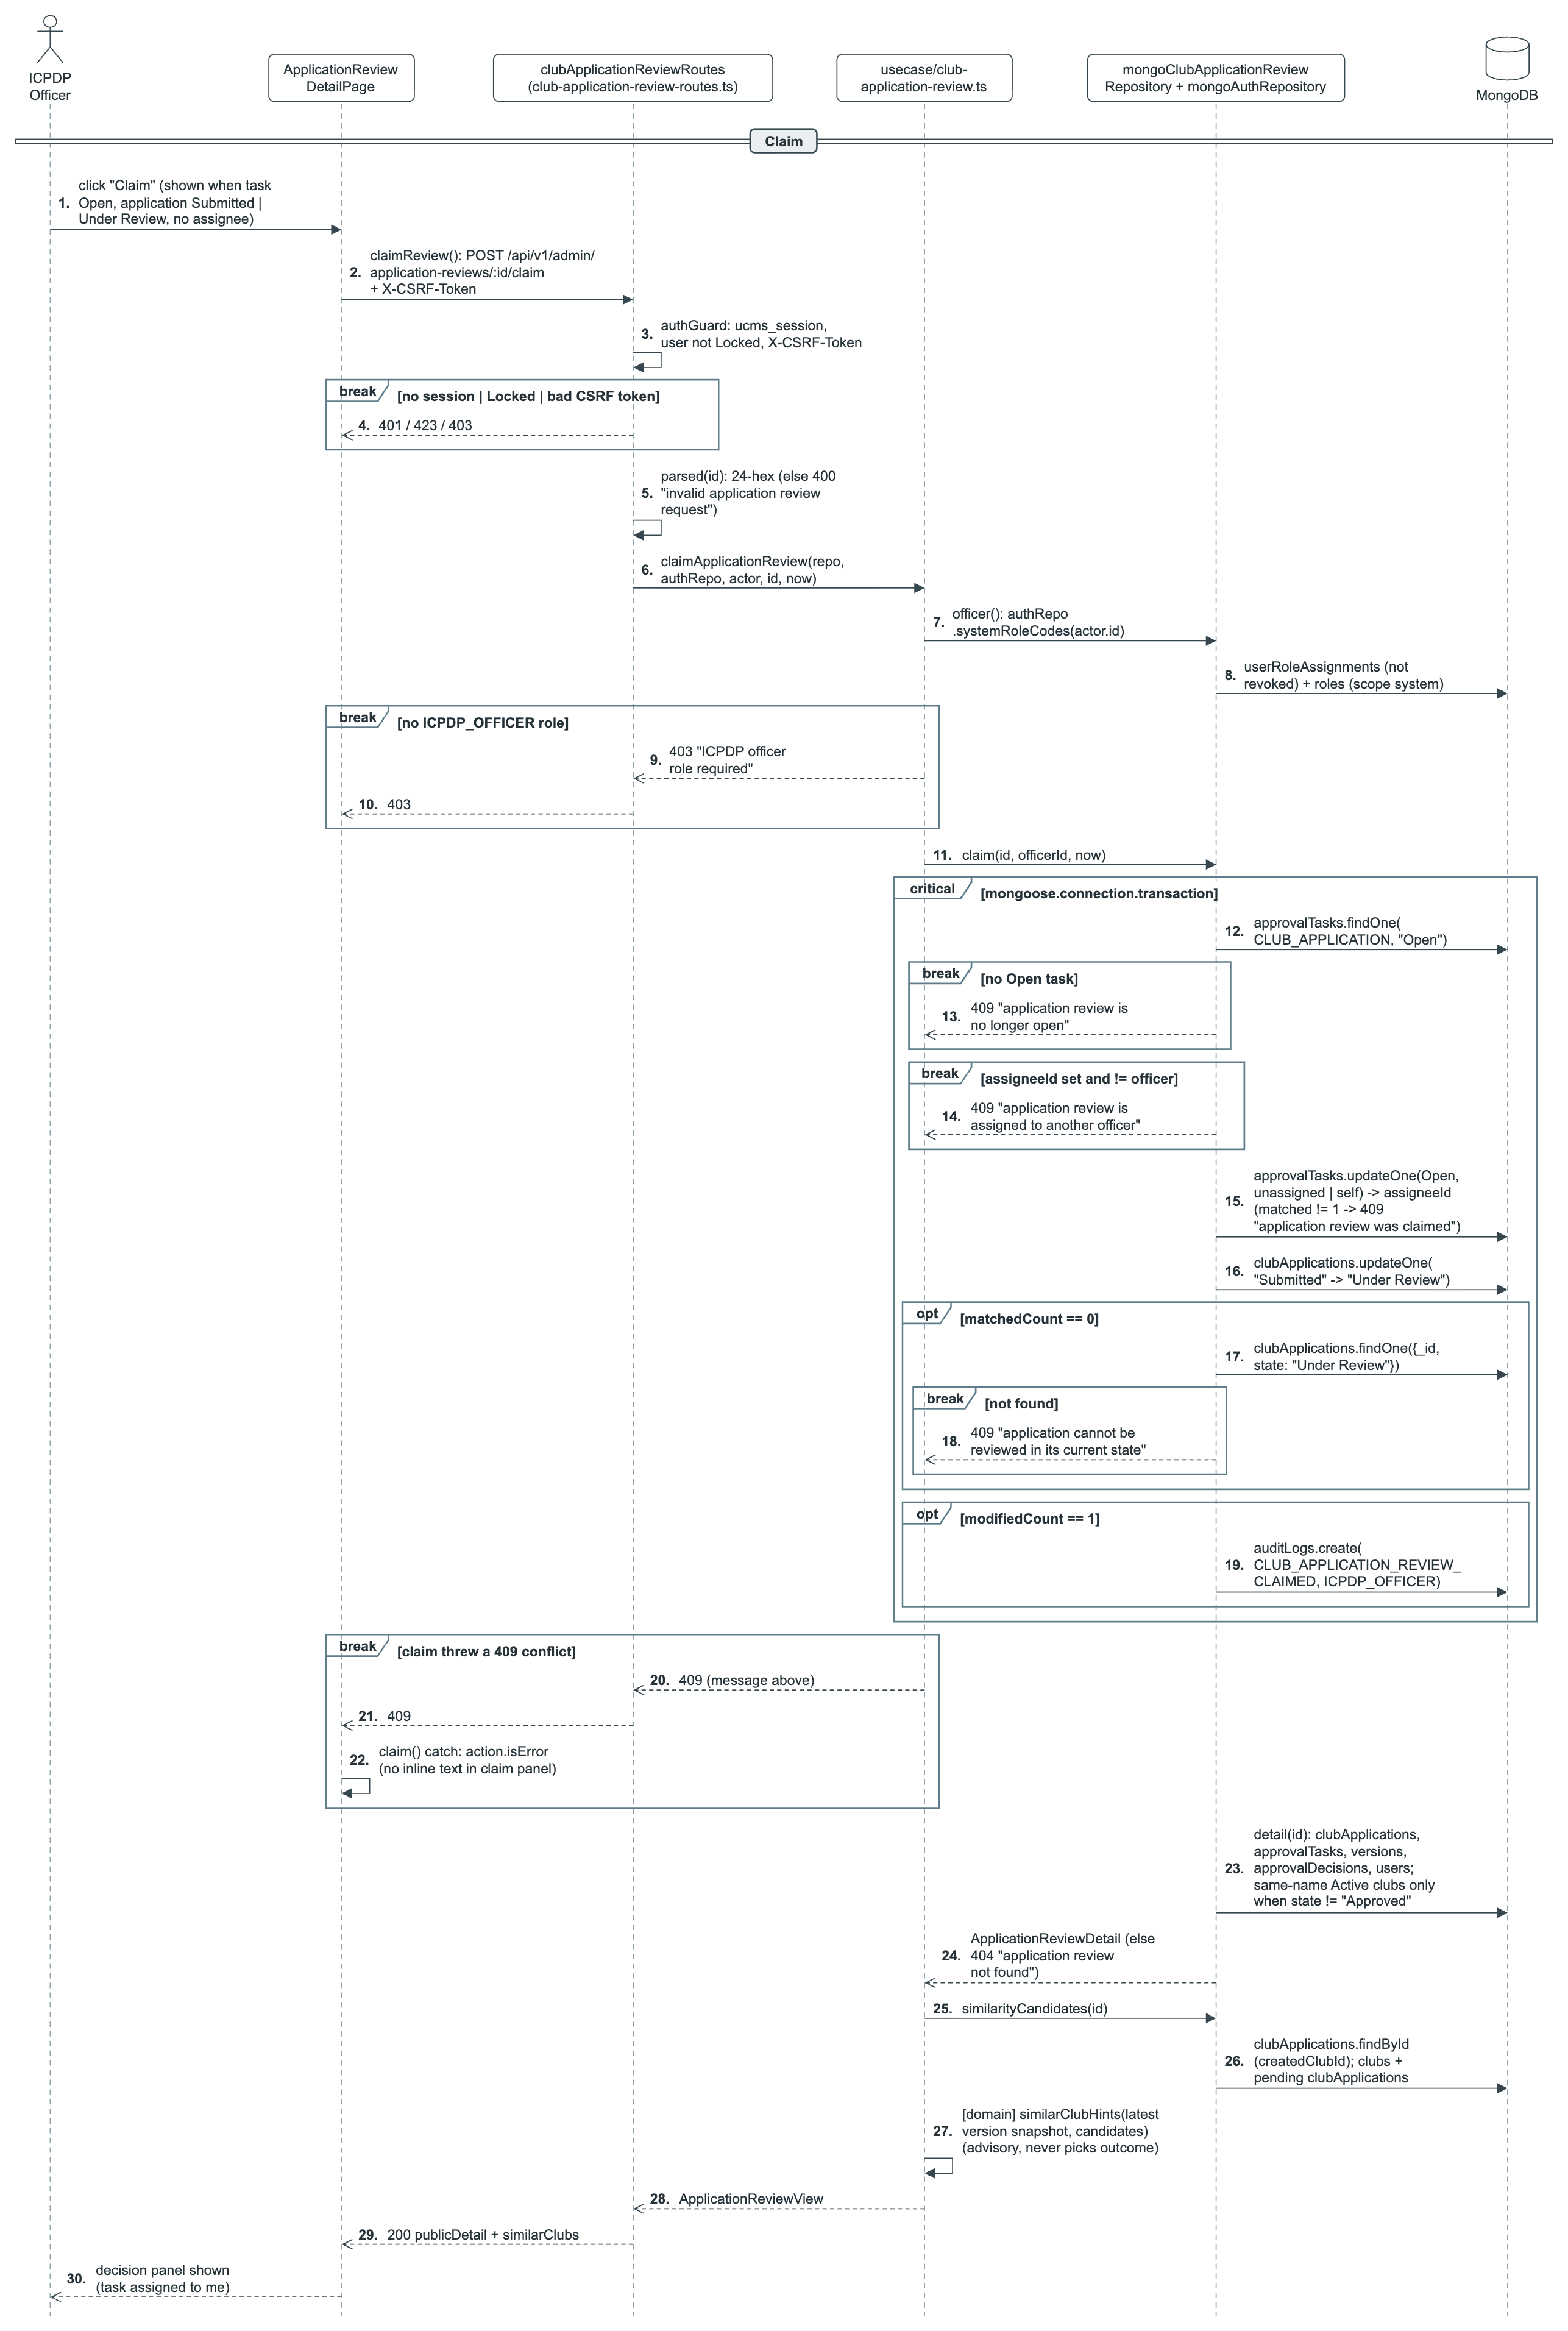 ICPDP
Officer
ApplicationReview
DetailPage
clubApplicationReviewRoutes
(club-application-review-routes.ts)
usecase/club-
application-review.ts
mongoClubApplicationReview
Repository + mongoAuthRepository
MongoDB
Claim
1. click "Claim" (shown when task
Open, application Submitted |
Under Review, no assignee)
2. claimReview(): POST /api/v1/admin/
application-reviews/:id/claim
+ X-CSRF-Token
3. authGuard: ucms_session,
user not Locked, X-CSRF-Token
break [no session | Locked | bad CSRF token]
4. 401 / 423 / 403
5. parsed(id): 24-hex (else 400
"invalid application review
request")
6. claimApplicationReview(repo,
authRepo, actor, id, now)
7. officer(): authRepo
.systemRoleCodes(actor.id)
8. userRoleAssignments (not
revoked) + roles (scope system)
break [no ICPDP_OFFICER role]
9. 403 "ICPDP officer
role required"
10. 403
11. claim(id, officerId, now)
critical [mongoose.connection.transaction]
12. approvalTasks.findOne(
CLUB_APPLICATION, "Open")
break [no Open task]
13. 409 "application review is
no longer open"
break [assigneeId set and != officer]
14. 409 "application review is
assigned to another officer"
15. approvalTasks.updateOne(Open,
unassigned | self) -> assigneeId
(matched != 1 -> 409
"application review was claimed")
16. clubApplications.updateOne(
"Submitted" -> "Under Review")
opt [matchedCount == 0]
17. clubApplications.findOne({_id,
state: "Under Review"})
break [not found]
18. 409 "application cannot be
reviewed in its current state"
opt [modifiedCount == 1]
19. auditLogs.create(
CLUB_APPLICATION_REVIEW_
CLAIMED, ICPDP_OFFICER)
break [claim threw a 409 conflict]
20. 409 (message above)
21. 409
22. claim() catch: action.isError
(no inline text in claim panel)
23. detail(id): clubApplications,
approvalTasks, versions,
approvalDecisions, users;
same-name Active clubs only
when state != "Approved"
24. ApplicationReviewDetail (else
404 "application review
not found")
25. similarityCandidates(id)
26. clubApplications.findById
(createdClubId); clubs +
pending clubApplications
27. [domain] similarClubHints(latest
version snapshot, candidates)
(advisory, never picks outcome)
28. ApplicationReviewView
29. 200 publicDetail + similarClubs
30. decision panel shown
(task assigned to me)